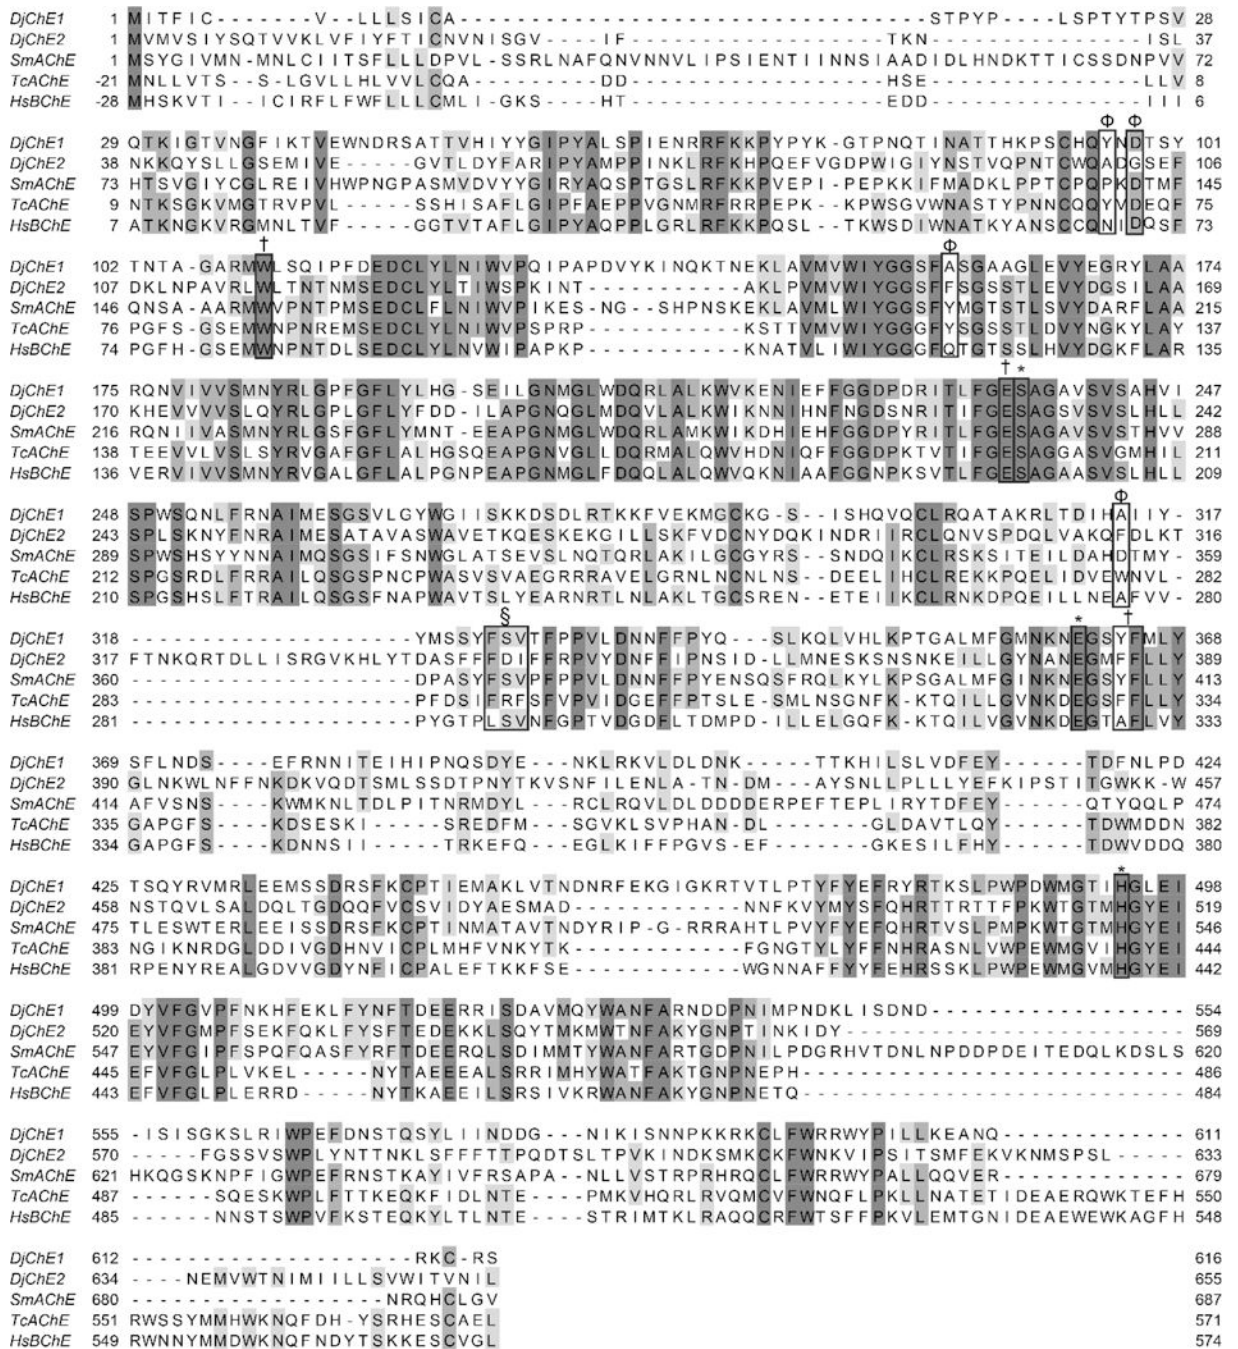 DjChE1 1 MITFIC-------V--LLLSICA----------------------------------STPYP-----LSPTYTPSV 28
DjChE2 1 MVMVSIYSQTVVKLVFIYFTICNVNISGV-----IF-------------------TKN---------ISL 37
SmAChE 1 MSYGIVMN-MNLCIITSFLLLDPVL-SSRLNAFQNVNNVLIPSIENTIINNSIAADIDLHNDKTTICSSDNPVV 72
TcAChE -21 MNLLVTS--S-LGVLLHLVVLCQA---------DD-------------------HSE---------LLV 8
HsBChE -28 MHSKVTI--ICIRFLFWFLLLCMLI-GKS---HT-------------------EDD---------III 6
Φ Φ
DjChE1 29 QTKIGTVNGFIKTVEWNDRSATTVHIYYGIPYALSPIENRRFKKPYPYK-GTPNQTINATTHKPSCHQYNDTSY 101
DjChE2 38 NKKQYSLLGSEMIVE-----GVTLDYFARIPYAMPPINKLRFKHPQEFVGDPWIGIYNSTVQPNTCWQADGSEF 106
SmAChE 73 HTSVGIYCGLREIVHWPNGPASMVDVYYGIRYAQSPTGSLRFKKPVEPI-PEPKKIFMADKLPPTCPQPKDTMF 145
TcAChE 9 NTKSGKVMGTRVPVL-----SSHISAFLGIPFAEPPVGNMRFRRPEPK-KPWSGVWNASTYPNNCQQYVDEQF 75
HsBChE 7 ATKNGKVRGMNLTVF-----GGTVTAFLGIPYAQPPLGRLRFKKPQSL-TKWSDIWNATKYANSCCQNIDQSF 73
† Φ
DjChE1 102 TNTA-GARMWLSQIPFDEDCLYLNIWVPQIPAPDVYKINQKTNEKLAVMVWIYGGSFASGAAGLEVYEGRYLAA 174
DjChE2 107 DKLNPAVRLWLTNTNMSEDCLYLTIWSPKINT-----------AKLPVMVWIYGGSFFSGSSTLEVYDGSILAA 169
SmAChE 146 QNSA-AARMWVPNTPMSEDCLFLNIWVPIKES-NG--SHPNSKEKLAVMLWIYGGSFYMGTSTLEVYDARFLAA 215
TcAChE 76 PGFS-GSEMWNPNREMSEDCLYLNIWVPSPRP-----------KSTTVMVWIYGGGFYSGSSTLDVYNGKYLAY 137
HsBChE 74 PGFH-GSEMWNPNTDLSEDCLYLNVWIPAPKP-----------KNATVLIWIYGGGFQTGTSSLHVYDGKFLAR 135
† *
DjChE1 175 RQNVIVVSMNYRLGPFGFLYLHG-SEILGNMGLWDQRLALKWVKENIEFFGGDPDRITLFGESAGAVSVSAHVI 247
DjChE2 170 KHEVVVVSLQYRLGPLGFLYFDD-ILAPGNQGLMDQVLALKWIKNNIHNFNGDSNRITIFGESAGSVSVSLHLL 242
SmAChE 216 RQNIIVASMNYRLGSFGFLYMNT-EEAPGNMGLWDQRLAMKWIKDHIEHFGGDPYRITLFGESAGAVSVSTHVV 288
TcAChE 138 TEEVVLVSLSYRVGAFGFLALHGSQEAPGNVGLLDQRMALQWVHDNIQFFGGDPKTVTIFGESAGGASVGMHIL 211
HsBChE 136 VERVIVVSMNYRVGALGFLALPGNPEAPGNMGLFDQQLALQWVQKNIAAFGGNPKSVTLFGESAGAASVSLHLL 209
Φ
DjChE1 248 SPWSQNLFRNAIMESGSVLGYWGIISKKDSDLRTKKFVEKMGCKG-S--ISHQVQCLRQATAKRLTDIHAIIY- 317
DjChE2 243 SPLSKNYFRNAIMESATAVASWAVETKQESKEKGILLSKFVDCNYDQKINDRIIRCLQNVSPDQLVAKQFDLKT 316
SmAChE 289 SPWSHSYYNNAIMQSGSIFSNWGLATSEVSLNQTQRLAKILGCGYRS--SNDQIKCLRSKSITEILDAHDTMY- 359
TcAChE 212 SPGSRDLFRRAILQSGSPNCPWASVSVAEGRRRAVELGRNLNCNLNS--DEELIHCLREKKPQELIDVEWNVL- 282
HsBChE 210 SPGSHSLFTRAILQSGSFNAPWAVTSLYEARNRTLNLAKLTGCSREN--ETEIIKCLRNKDPQEILLNEAFVV- 280
§ * †
DjChE1 318 ---------------------YMSSYFSVTFPPVLDNNFFPYQ---SLKQLVHLKPTGALMFGMNKNEGSYFMLY 368
DjChE2 317 FTNKQRTDLLISRGVKHLYTDASFFFDIFFRPVYDNFFIPNSID-LLMNESKSNSNKEILLGYNANEGMFFLLY 389
SmAChE 360 ---------------------DPASYFSVPFPPVLDNNFFPYENSQSFRQLKYLKPSGALMFGINKNEGSYFLLY 413
TcAChE 283 ---------------------PFDSIFRFSFVPVIDGEFFPTSLE-SMLNSGNFK-KTQILLGVNKDEGSFFLLY 334
HsBChE 281 ---------------------PYGTPLSVNFGPTVDGDFLTDMPD-ILLELGQFK-KTQILVGVNKDEGTAFLVY 333
DjChE1 369 SFLNDS----EFRNNITEIHIPNQSDYE---NKLRKVLDLDNK----TTKHILSLVDFEY------TDFNLPD 424
DjChE2 390 GLNKWLNFFNKDKVQDTSMLSSDTPNYTKVSNFILENLA-TN-DM---AYSNLLPLLLYEFKIPSTITGWKK-W 457
SmAChE 414 AFVSNS----KWMKNLTDLPITNRMDYL---RCLRQVLDLDDDDERPEFTEPLIRYTDFEY------QTYQQLP 474
TcAChE 335 GAPGFS----KDSESKI-----SREDFM---SGVKLSVPHAN-DL-------GLDAVTLQY------TDWMDDN 382
HsBChE 334 GAPGFS----KDNNSII-----TRKEFQ---EGLKIFFPGVS-EF-------GKESILFHY------TDWVDDQ 380
*
DjChE1 425 TSQYRVMRLEEMSSDRSFKCPTIEMAKLVTNDNRFEKGIGKRTVTLPTYFYEFRYRTKSLPWPDWMGTIHGLEI 498
DjChE2 458 NSTQVLSALDQLTGDQQFVCSVIDYAESMAD------------NNFKVYMYSFQHRTTRTTFPKWTGTMHGYEI 519
SmAChE 475 TLESWTERLEEISSDRSFKCPTINMATAVTNDYRIP-G-RRRAHTLPVYFYEFQHRTVSLPMPKWTGTMHGYEI 546
TcAChE 383 NGIKNRDGLDDIVGDHNVICPLMHFVNKYTK------------FGNGTYLYFFNHRASNLVWPEWMGVIHGYEI 444
HsBChE 381 RPENYREALGDVVGDYNFICPALEFTKKFSE------------WGNNAFFYYFEHRSSKLPWPEWMGVMHGYEI 442
DjChE1 499 DYVFGVPFNKHFEKLFYNFTDEERRISDAVMQYWANFARNDDPNIMPNDKLISDND------------------ 554
DjChE2 520 EYVFGMPFSEKFQKLFYSFTEDEKKLSQYTMKMWTNFAKYGNPTINKIDY------------------------ 569
SmAChE 547 EYVFGIPFSPQFQASFYRFTDEERQLSDIMMTYWANFARTGDPNILPDGRHVTDNLNPDDPDEITEDQLKDSLS 620
TcAChE 445 EFVFGLPLVKEL----NYTAEEEALSRRIMHYWATFAKTGNPNEPH---------------------------- 486
HsBChE 443 EFVFGLPLERRD----NYTKAEEILSRSIVKRWANFAKYGNPNETQ---------------------------- 484
DjChE1 555 -ISISGKSLRIWPEFDNSTQSYLIINDDG---NIKISNNPKKRKCLFWRRWYPILLKEANQ------------- 611
DjChE2 570 -----FGSSVSWPLYNTTNKLSFFFTTPQDTSLTPVKINDKSMKCKFWNKVIPSITSMFEKVKNMSPSL----- 633
SmAChE 621 HKQGSKNPFIGWPEFRNSTKAYIVFRSAPA--NLLVSTRPRHRQCLFWRRWYPALLQQVER------------- 679
TcAChE 487 ------SQESKWPLFTTKEQKFIDLNTE----PMKVHQRLRVQMCVFWNQFLPKLLNATETIDEAERQWKTEFH 550
HsBChE 485 ------NNSTSWPVFKSTEQKYLTLNTE----STRIMTKLRAQQCRFWTSFFPKVLEMTGNIDEAEWEWKAGFH 548
DjChE1 612 --------------------RKC-RS 616
DjChE2 634 ----NEMVWTNIMIILLSVWITVNIL 655
SmAChE 680 ------------------NRQHCLGV 687
TcAChE 551 RWSSYMMHWKNQFDH-YSRHESCAEL 571
HsBChE 549 RWNNYMMDWKNQFNDYTSKKESCVGL 574